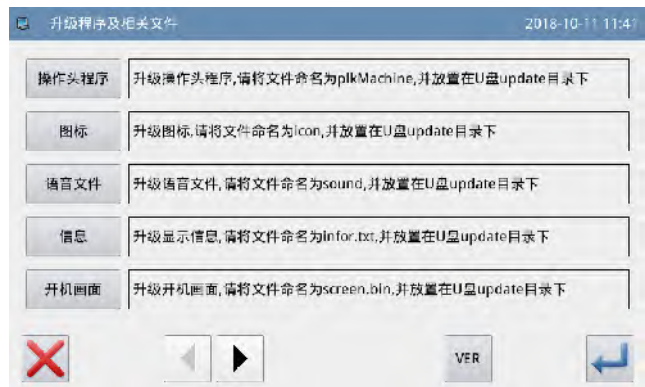 升级程序及相关文件 2018-10-11 11:41
操作头程序 升级操作头程序,请将文件命名为plkMachine,并放置在U盘update目录下
图标 升级图标,请将文件命名为icon,并放置在U盘update目录下
语音文件 升级语音文件,请将文件命名为sound,并放置在U盘update目录下
信息 升级显示信息,请将文件命名为infor.txt,并放置在U盘update目录下
开机画面 升级开机画面,请将文件命名为screen.bin,并放置在U盘update目录下
VER